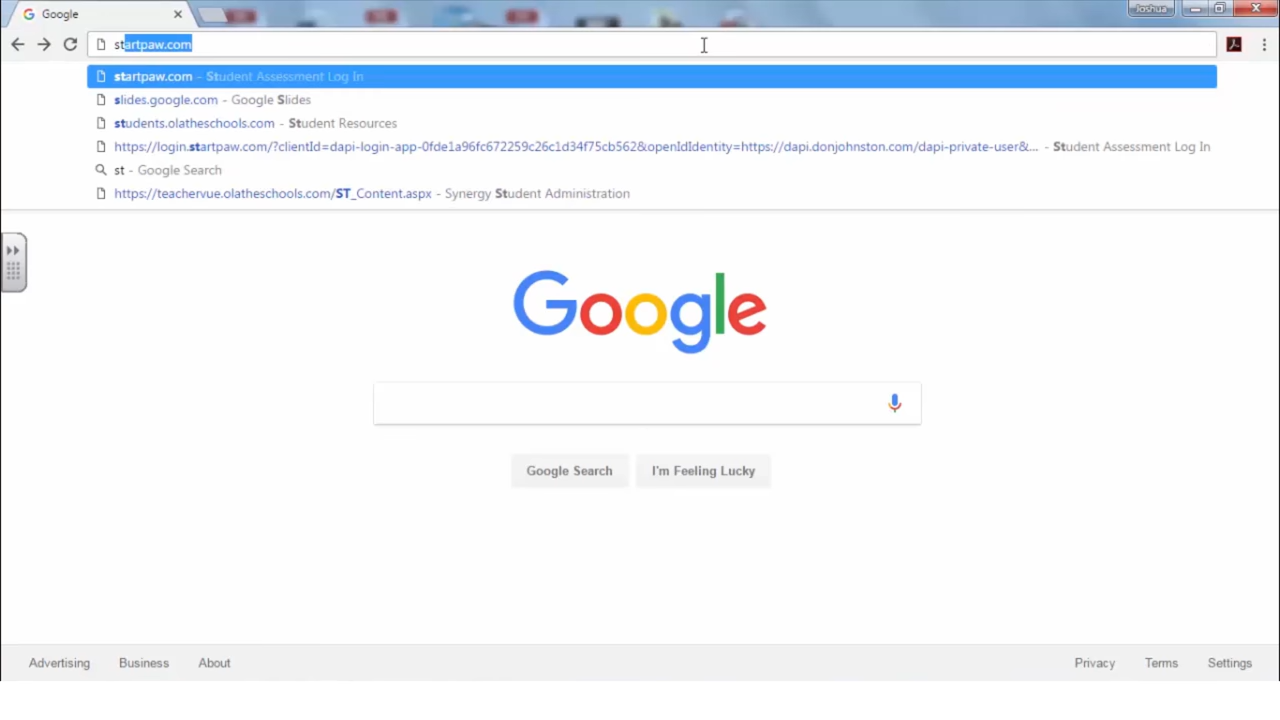 Google
Joshua
startpaw.com
startpaw.com - Student Assessment Log In
slides.google.com - Google Slides
students.olatheschools.com - Student Resources
https://login.startpaw.com/?clientId=dapi-login-app-0fde1a96fc672259c26c1d34f75cb562&openIdIdentity=https://dapi.donjohnston.com/dapi-private-user&... - Student Assessment Log In
st - Google Search
https://teachervue.olatheschools.com/ST_Content.aspx - Synergy Student Administration
Google
Google Search I'm Feeling Lucky
Advertising Business About Privacy Terms Settings